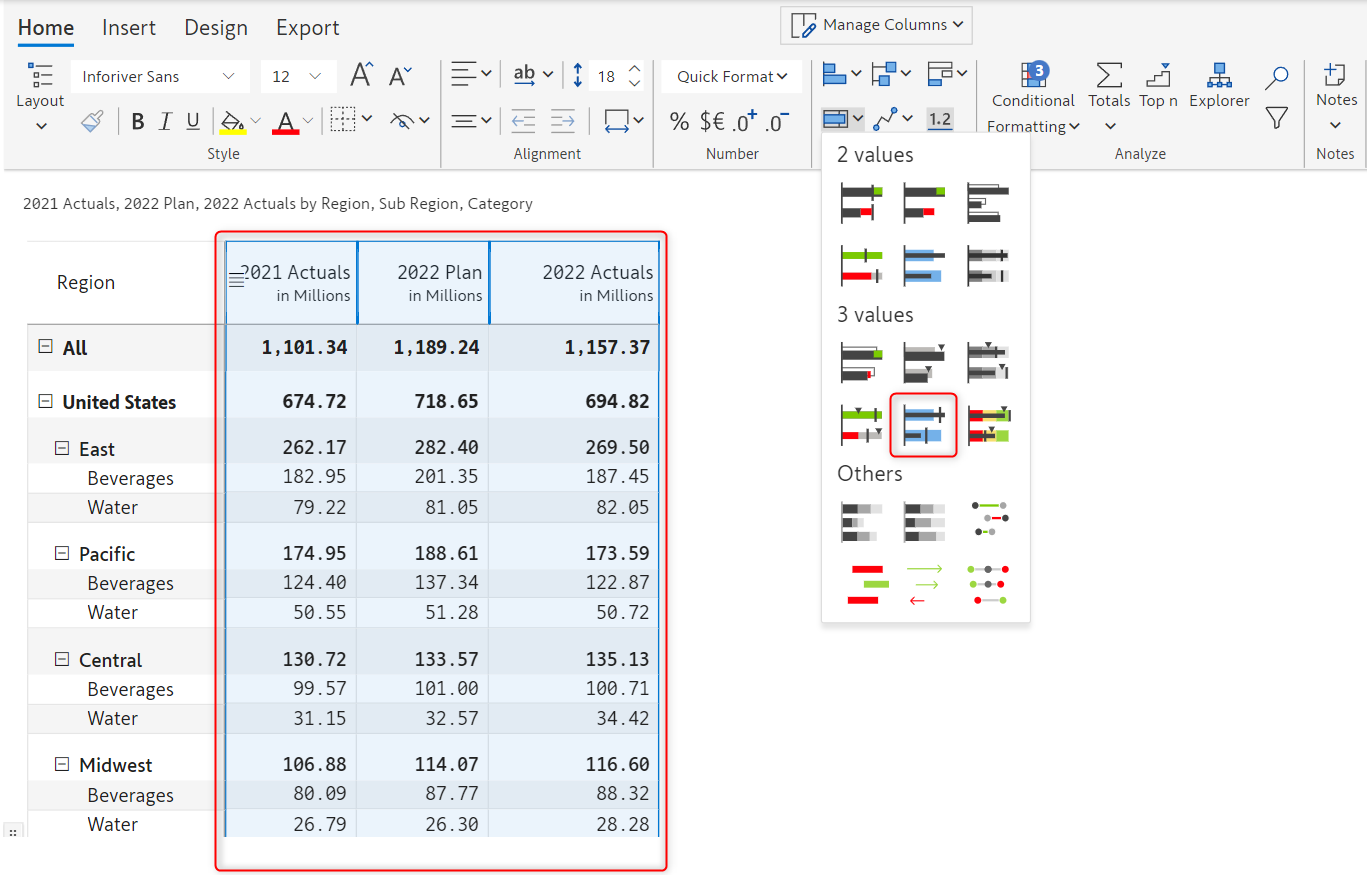 Home Insert Design Export Manage Columns
Inforiver Sans 12 A A ab 18 Quick Format
Layout Conditional Totals Top n Explorer Notes
3
B I U A % $€ .0+ .0- 1.2 Formatting
Style Alignment Number Analyze Notes
2 values
3 values
Others
2021 Actuals, 2022 Plan, 2022 Actuals by Region, Sub Region, Category
Region 2021 Actuals 2022 Plan 2022 Actuals
in Millions in Millions in Millions
All 1,101.34 1,189.24 1,157.37
United States 674.72 718.65 694.82
East 262.17 282.40 269.50
Beverages 182.95 201.35 187.45
Water 79.22 81.05 82.05
Pacific 174.95 188.61 173.59
Beverages 124.40 137.34 122.87
Water 50.55 51.28 50.72
Central 130.72 133.57 135.13
Beverages 99.57 101.00 100.71
Water 31.15 32.57 34.42
Midwest 106.88 114.07 116.60
Beverages 80.09 87.77 88.32
Water 26.79 26.30 28.28